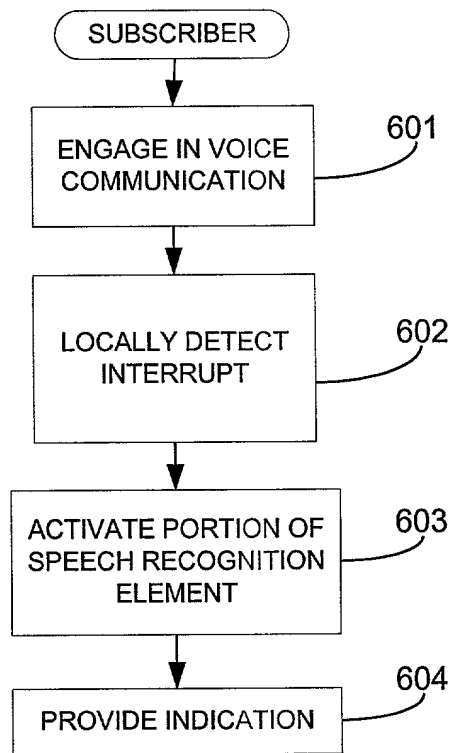 SUBSCRIBER
601
ENGAGE IN VOICE
COMMUNICATION
602
LOCALLY DETECT
INTERRUPT
603
ACTIVATE PORTION OF
SPEECH RECOGNITION
ELEMENT
604
PROVIDE INDICATION